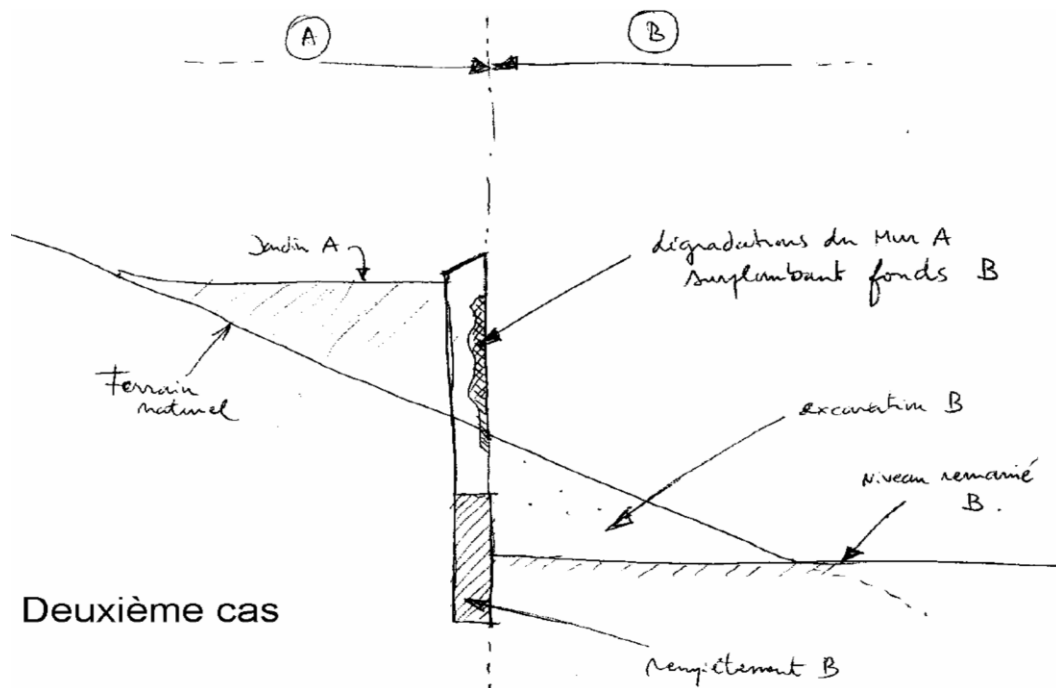 A
B
Jardin A
dégradations du Mur A
surplombant fonds B
Terrain
naturel
excavation B
Niveau remanié
B.
Deuxième cas
rempiètement B